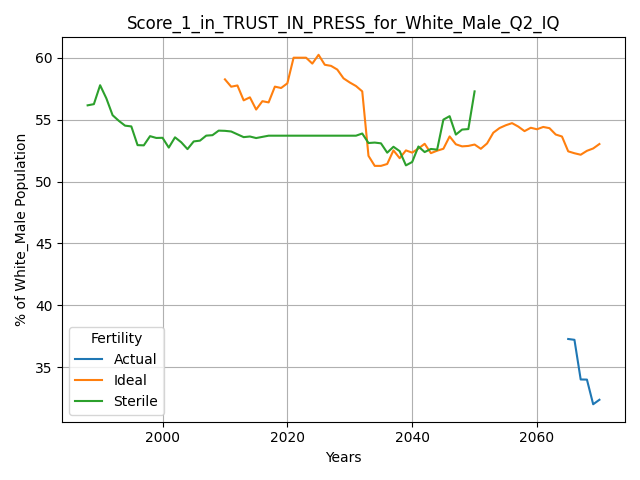 Score_1_in_TRUST_IN_PRESS_for_White_Male_Q2_IQ
% of White_Male Population
60
55
50
45
40
35
Fertility
Actual
Ideal
Sterile
2000 2020 2040 2060
Years